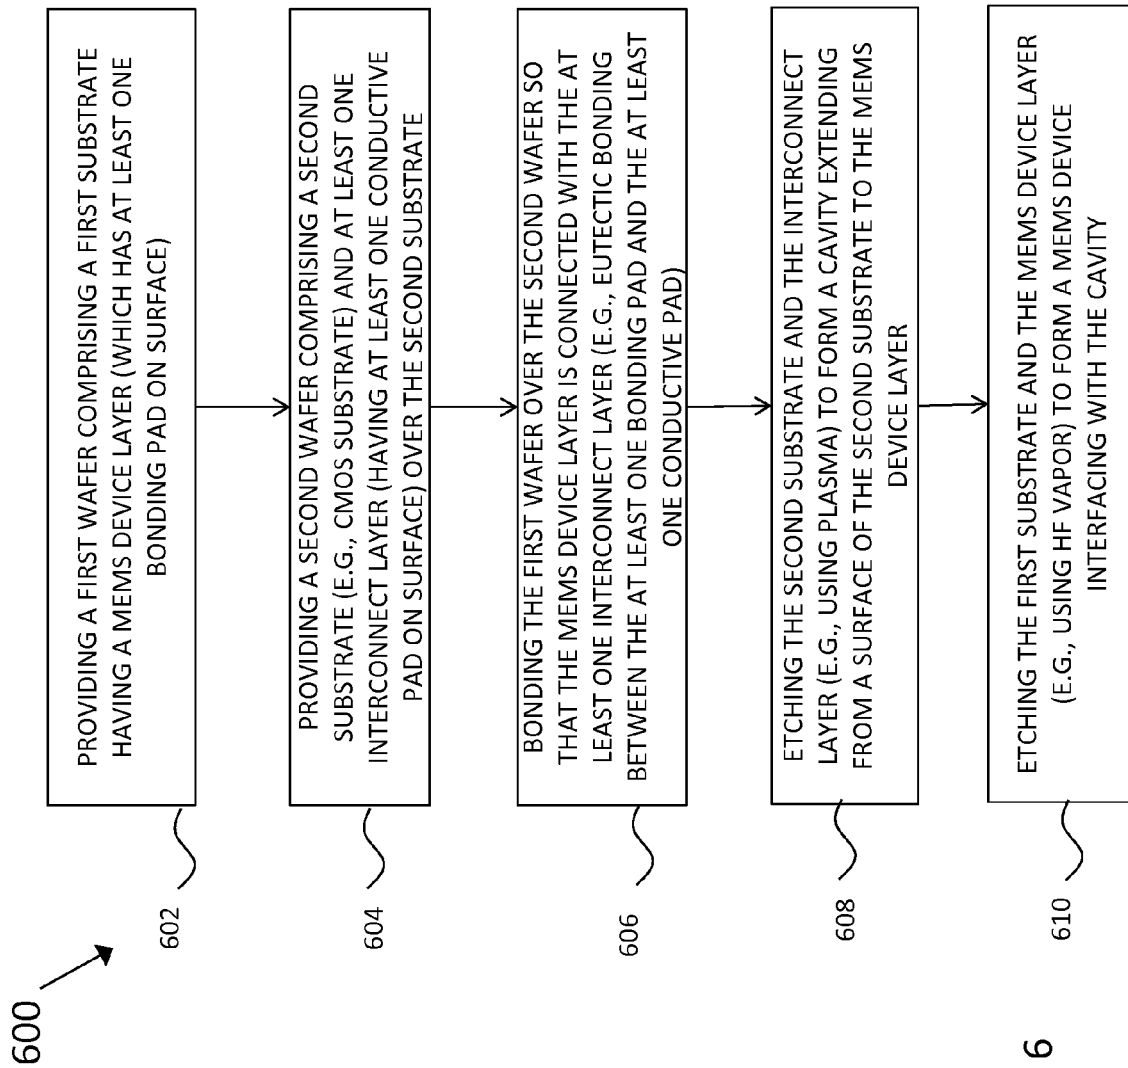 600
602
PROVIDING A FIRST WAFER COMPRISING A FIRST SUBSTRATE
HAVING A MEMS DEVICE LAYER (WHICH HAS AT LEAST ONE
BONDING PAD ON SURFACE)
604
PROVIDING A SECOND WAFER COMPRISING A SECOND
SUBSTRATE (E.G., CMOS SUBSTRATE) AND AT LEAST ONE
INTERCONNECT LAYER (HAVING AT LEAST ONE CONDUCTIVE
PAD ON SURFACE) OVER THE SECOND SUBSTRATE
606
BONDING THE FIRST WAFER OVER THE SECOND WAFER SO
THAT THE MEMS DEVICE LAYER IS CONNECTED WITH THE AT
LEAST ONE INTERCONNECT LAYER (E.G., EUTECTIC BONDING
BETWEEN THE AT LEAST ONE BONDING PAD AND THE AT LEAST
ONE CONDUCTIVE PAD)
608
ETCHING THE SECOND SUBSTRATE AND THE INTERCONNECT
LAYER (E.G., USING PLASMA) TO FORM A CAVITY EXTENDING
FROM A SURFACE OF THE SECOND SUBSTRATE TO THE MEMS
DEVICE LAYER
610
ETCHING THE FIRST SUBSTRATE AND THE MEMS DEVICE LAYER
(E.G., USING HF VAPOR) TO FORM A MEMS DEVICE
INTERFACING WITH THE CAVITY
6